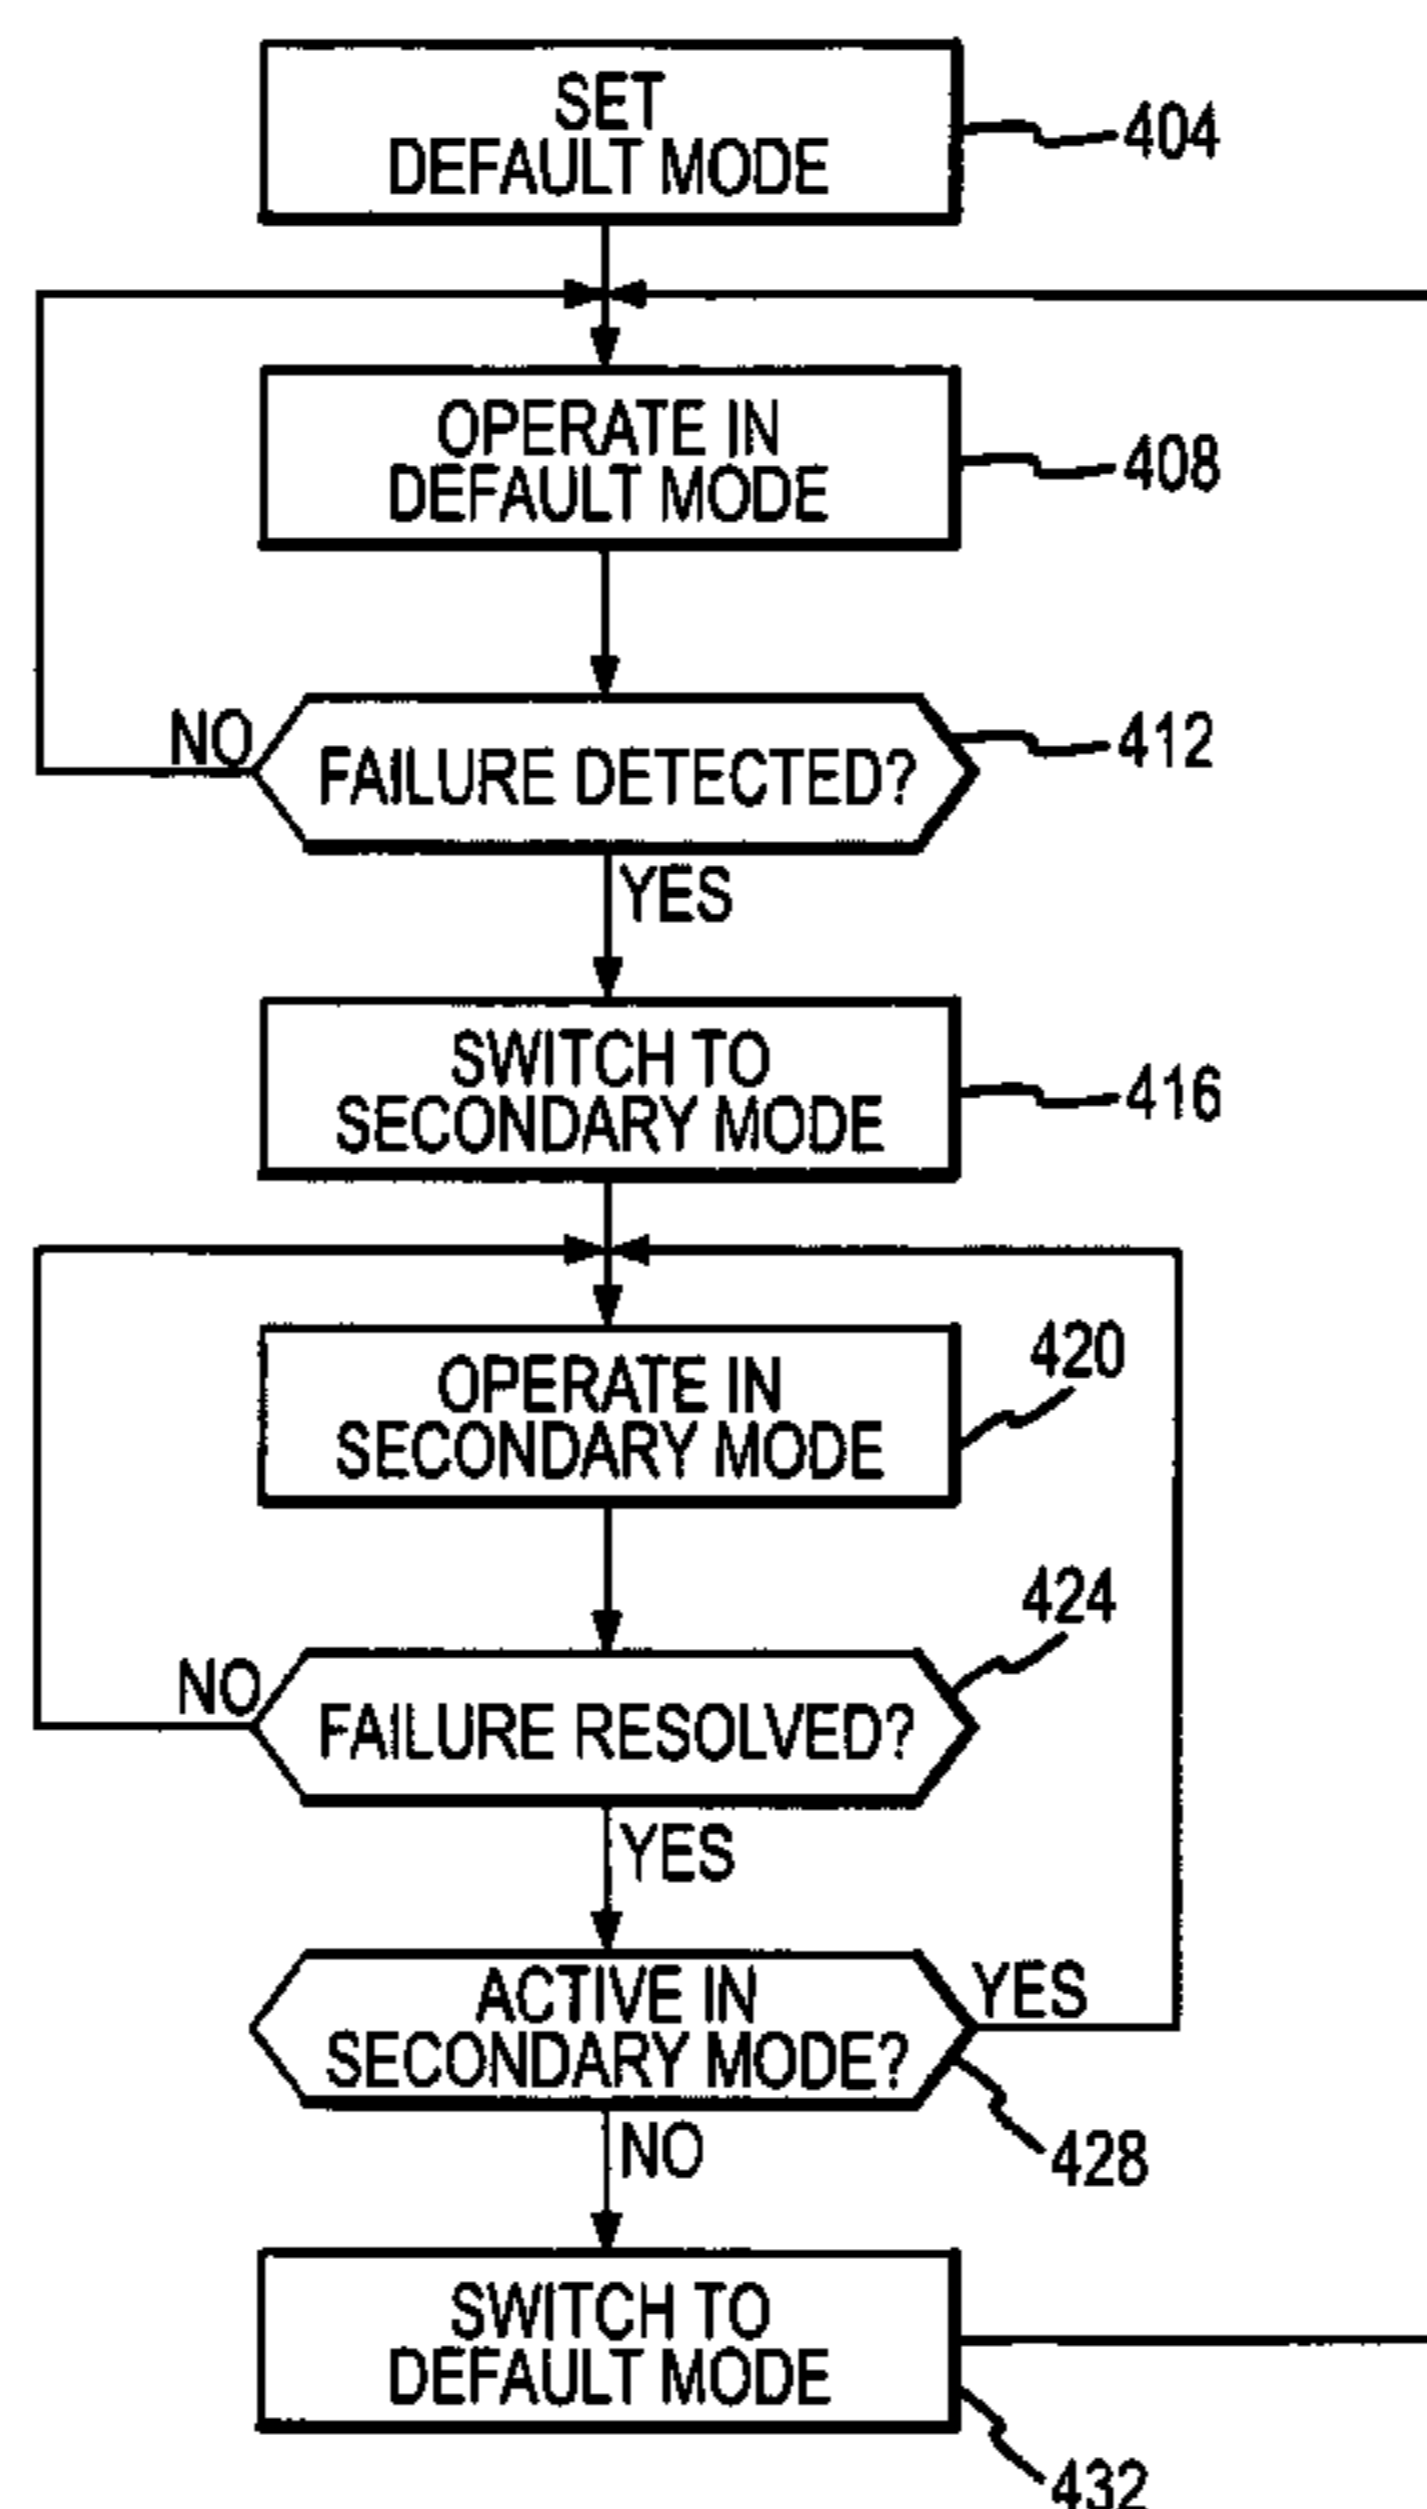 SET
DEFAULT MODE
404
OPERATE IN
DEFAULT MODE
408
NO
FAILURE DETECTED?
412
YES
SWITCH TO
SECONDARY MODE
416
OPERATE IN
SECONDARY MODE
420
424
NO
FAILURE RESOLVED?
YES
ACTIVE IN
SECONDARY MODE?
YES
428
NO
SWITCH TO
DEFAULT MODE
432